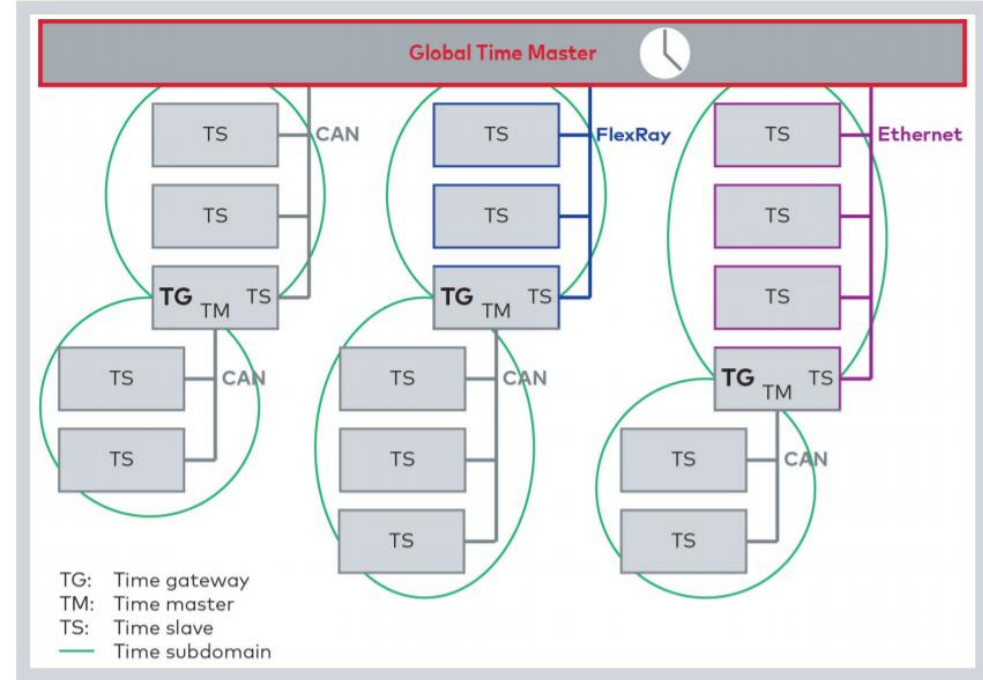 Global Time Master
TS
CAN
TS
FlexRay
TS
Ethernet
TS
TS
TS
TG TM TS
TG TM TS
TS
TS
CAN
TS
CAN
TG TM TS
TS
TS
TS
CAN
TS
TS
TG: Time gateway
TM: Time master
TS: Time slave
Time subdomain